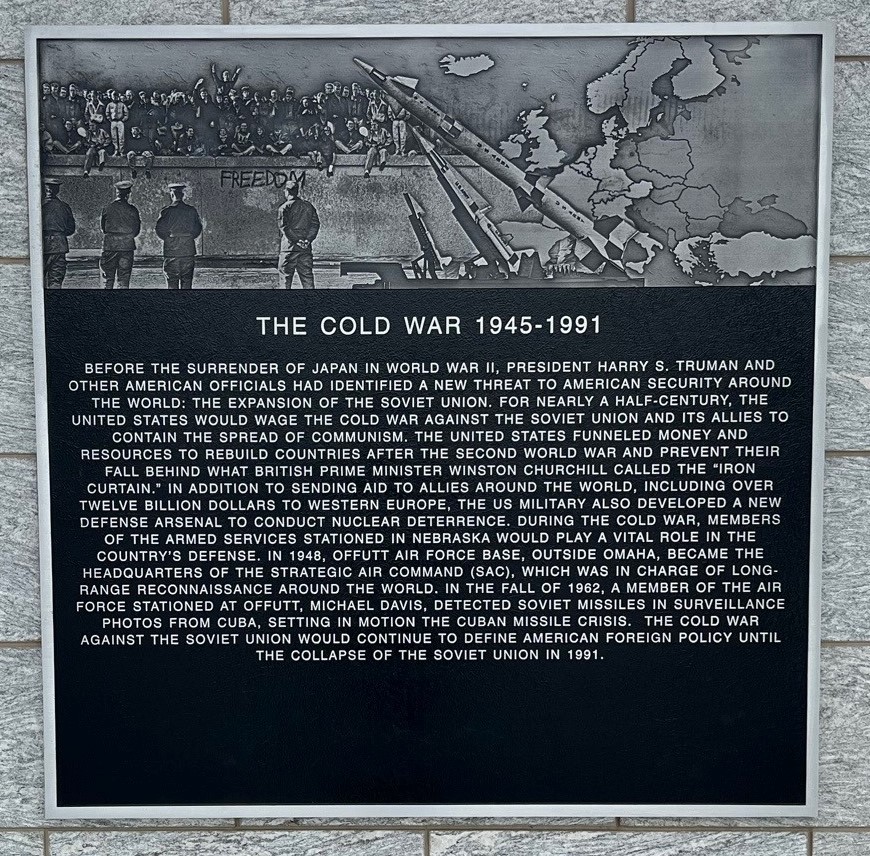 FREEDOM
THE COLD WAR 1945-1991
BEFORE THE SURRENDER OF JAPAN IN WORLD WAR II, PRESIDENT HARRY S. TRUMAN AND
OTHER AMERICAN OFFICIALS HAD IDENTIFIED A NEW THREAT TO AMERICAN SECURITY AROUND
THE WORLD: THE EXPANSION OF THE SOVIET UNION. FOR NEARLY A HALF-CENTURY, THE
UNITED STATES WOULD WAGE THE COLD WAR AGAINST THE SOVIET UNION AND ITS ALLIES TO
CONTAIN THE SPREAD OF COMMUNISM. THE UNITED STATES FUNNELED MONEY AND
RESOURCES TO REBUILD COUNTRIES AFTER THE SECOND WORLD WAR AND PREVENT THEIR
FALL BEHIND WHAT BRITISH PRIME MINISTER WINSTON CHURCHILL CALLED THE “IRON
CURTAIN.” IN ADDITION TO SENDING AID TO ALLIES AROUND THE WORLD, INCLUDING OVER
TWELVE BILLION DOLLARS TO WESTERN EUROPE, THE US MILITARY ALSO DEVELOPED A NEW
DEFENSE ARSENAL TO CONDUCT NUCLEAR DETERRENCE. DURING THE COLD WAR, MEMBERS
OF THE ARMED SERVICES STATIONED IN NEBRASKA WOULD PLAY A VITAL ROLE IN THE
COUNTRY’S DEFENSE. IN 1948, OFFUTT AIR FORCE BASE, OUTSIDE OMAHA, BECAME THE
HEADQUARTERS OF THE STRATEGIC AIR COMMAND (SAC), WHICH WAS IN CHARGE OF LONG-
RANGE RECONNAISSANCE AROUND THE WORLD. IN THE FALL OF 1962, A MEMBER OF THE AIR
FORCE STATIONED AT OFFUTT, MICHAEL DAVIS, DETECTED SOVIET MISSILES IN SURVEILLANCE
PHOTOS FROM CUBA, SETTING IN MOTION THE CUBAN MISSILE CRISIS. THE COLD WAR
AGAINST THE SOVIET UNION WOULD CONTINUE TO DEFINE AMERICAN FOREIGN POLICY UNTIL
THE COLLAPSE OF THE SOVIET UNION IN 1991.